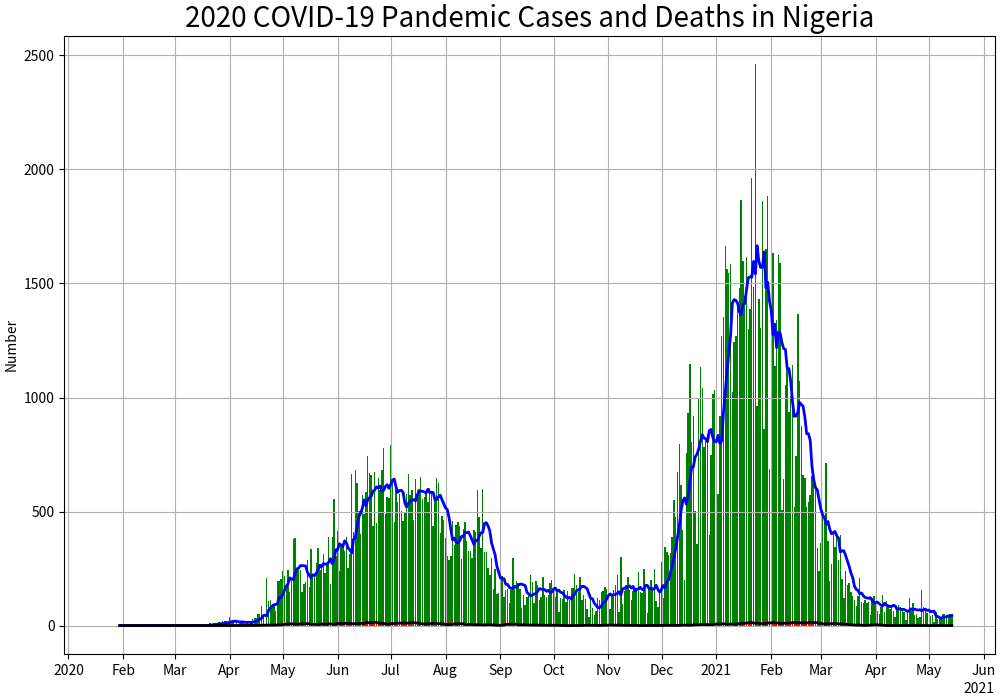 2020 COVID-19 Pandemic Cases and Deaths in Nigeria
2500
2000
1500
1000
500
0
Number
2020 Feb Mar Apr May Jun Jul Aug Sep Oct Nov Dec 2021 Feb Mar Apr May Jun
2021